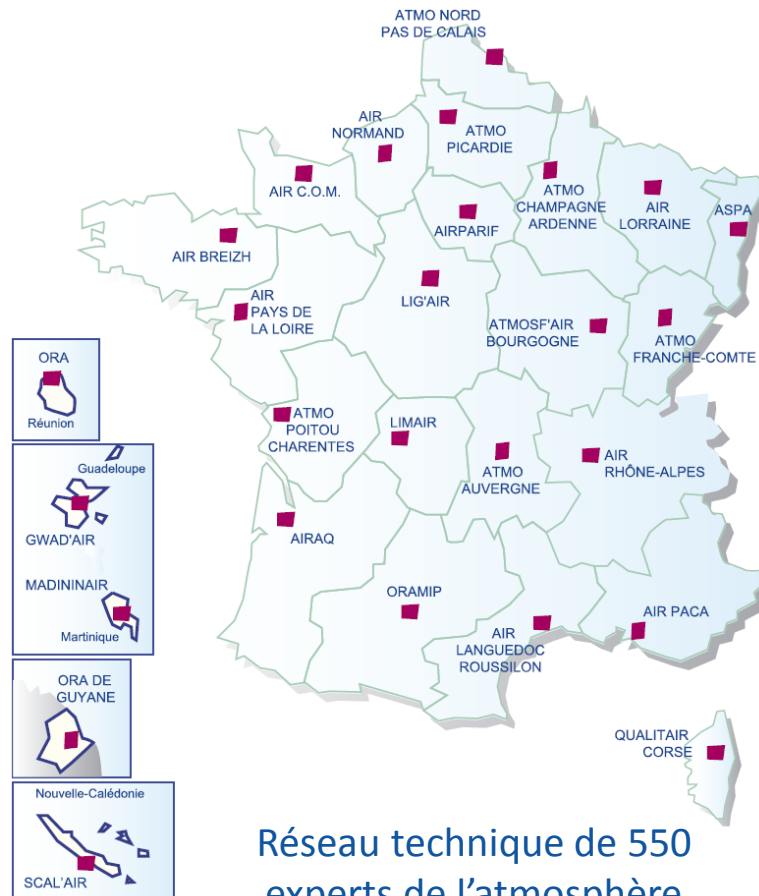 ATMO NORD
PAS DE CALAIS
AIR
NORMAND
ATMO
PICARDIE
AIR C.O.M.
ATMO
CHAMPAGNE
ARDENNE
AIR
LORRAINE
ASPA
AIRPARIF
AIR BREIZH
AIR
PAYS DE
LA LOIRE
LIG'AIR
ATMOSF'AIR
BOURGOGNE
ATMO
FRANCHE-COMTE
ORA
Réunion
ATMO
POITOU
CHARENTES
LIMAIR
ATMO
AUVERGNE
AIR
RHÔNE-ALPES
Guadeloupe
GWAD'AIR
MADININAIR
Martinique
AIRAQ
ORAMIP
AIR
LANGUEDOC
ROUSSILON
AIR PACA
ORA DE
GUYANE
QUALITAIR
CORSE
Nouvelle-Calédonie
SCAL'AIR
Réseau technique de 550
experts de l'atmosphère